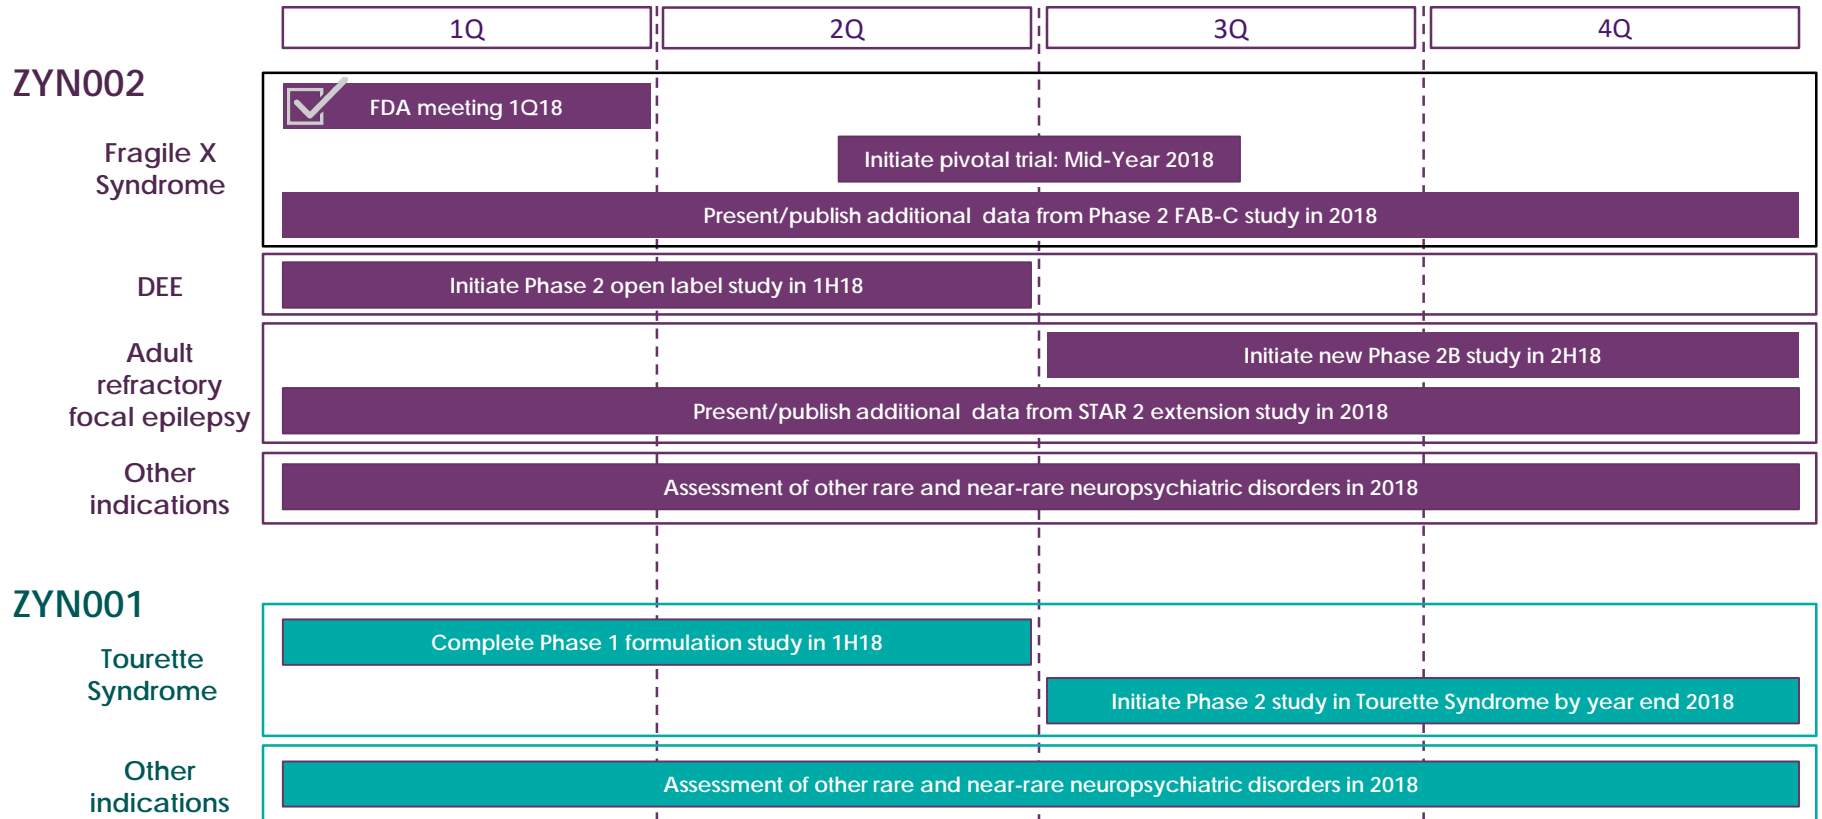 1Q
2Q
3Q
4Q
ZYN002
FDA meeting 1Q18
Fragile X
Syndrome
Initiate pivotal trial: Mid-Year 2018
Present/publish additional data from Phase 2 FAB-C study in 2018
DEE
Initiate Phase 2 open label study in 1H18
Adult
refractory
focal epilepsy
Initiate new Phase 2B study in 2H18
Present/publish additional data from STAR 2 extension study in 2018
Other
indications
Assessment of other rare and near-rare neuropsychiatric disorders in 2018
ZYN001
Tourette
Syndrome
Complete Phase 1 formulation study in 1H18
Initiate Phase 2 study in Tourette Syndrome by year end 2018
Other
indications
Assessment of other rare and near-rare neuropsychiatric disorders in 2018